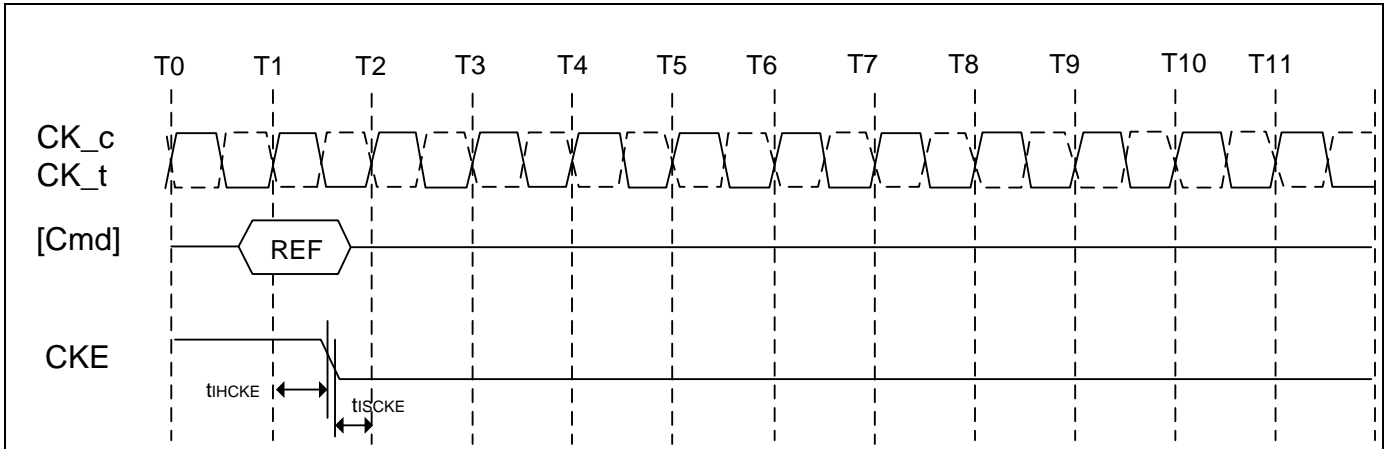 T0 T1 T2 T3 T4 T5 T6 T7 T8 T9 T10 T11
CK_c
CK_t
[Cmd] REF
CKE
tIHCKE
tISCKE